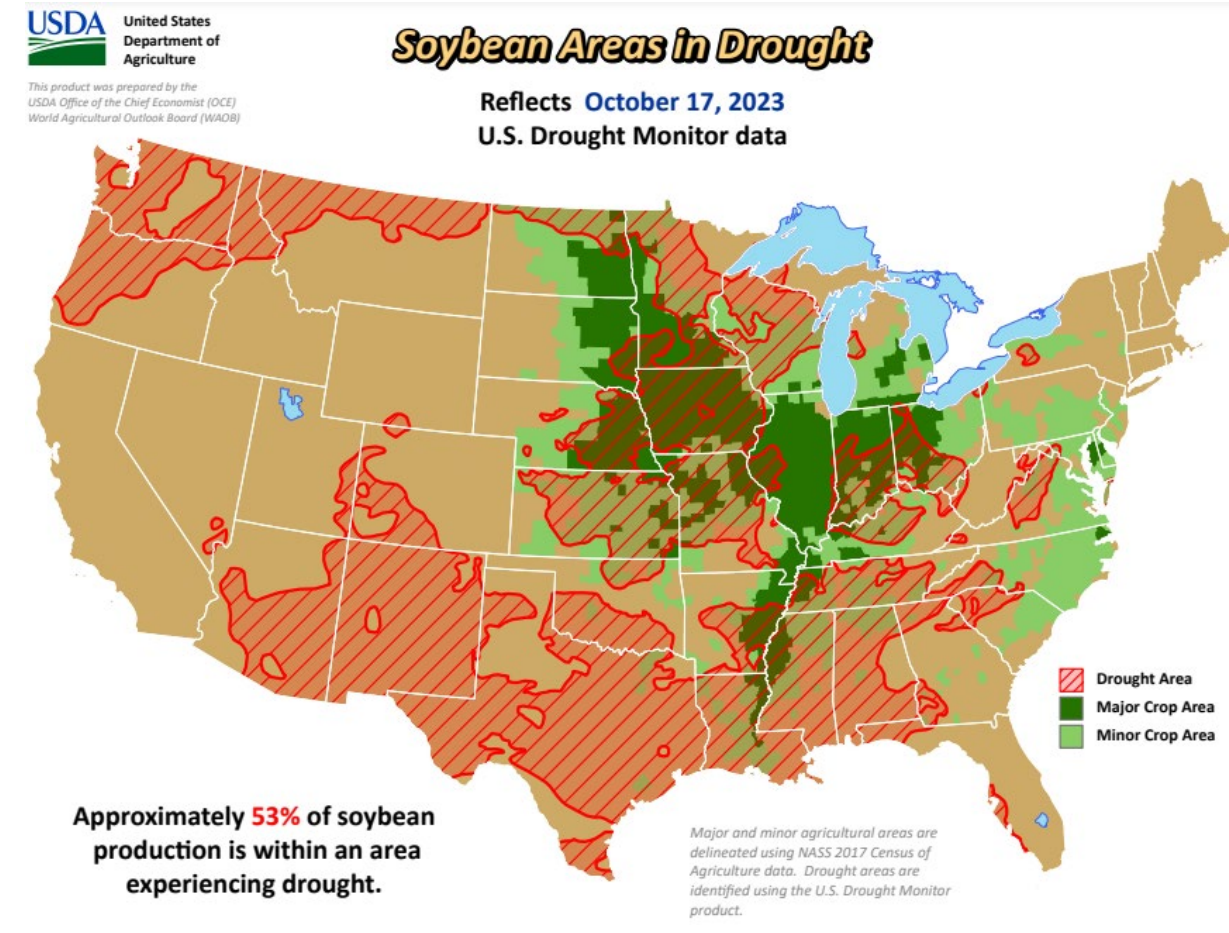 USDA
United States
Department of
Agriculture
This product was prepared by the
USDA Office of the Chief Economist (OCE)
World Agricultural Outlook Board (WAOB)
Soybean Areas in Drought
Reflects October 17, 2023
U.S. Drought Monitor data
Drought Area
Major Crop Area
Minor Crop Area
Approximately 53% of soybean
production is within an area
experiencing drought.
Major and minor agricultural areas are
delineated using NASS 2017 Census of
Agriculture data. Drought areas are
identified using the U.S. Drought Monitor
product.